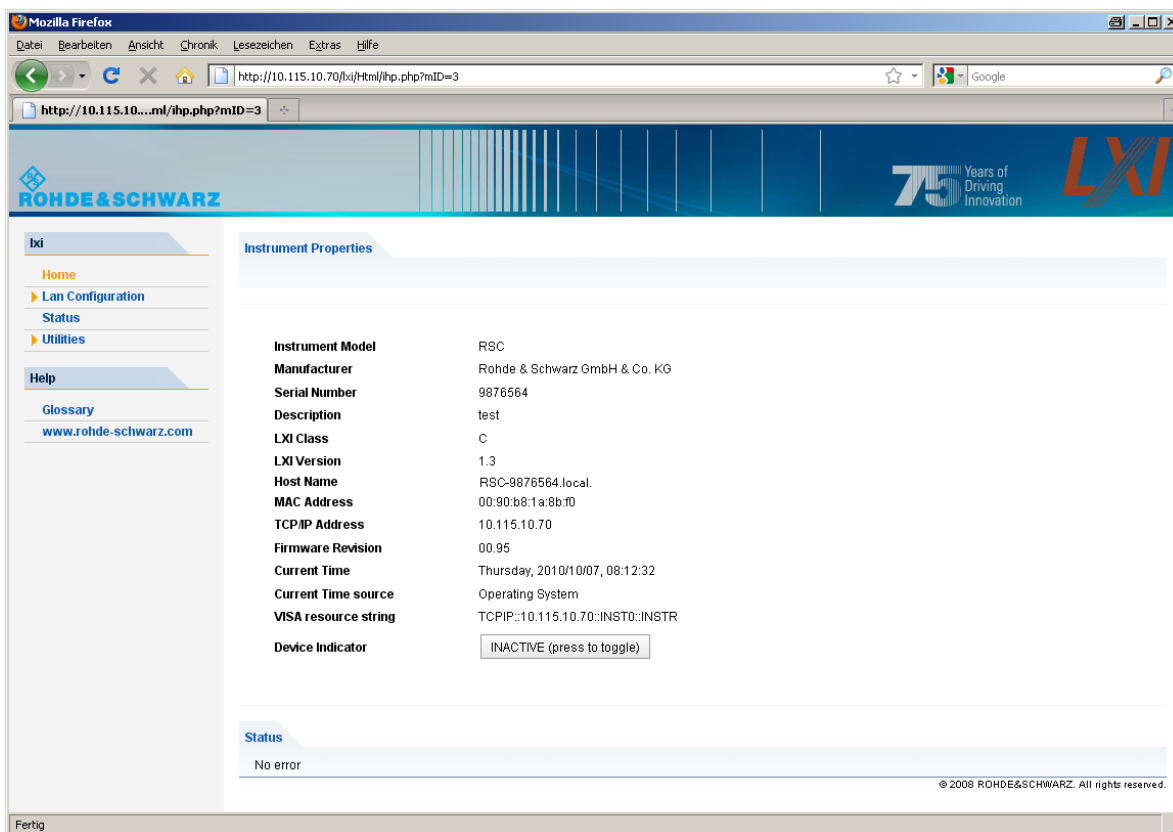 Mozilla Firefox
Datei Bearbeiten Ansicht Chronik Lesezeichen Extras Hilfe
http://10.115.10.70/lxi/Html/ihp.php?mID=3
Google
http://10.115.10....ml/ihp.php?mID=3
ROHDE&SCHWARZ
75 Years of
Driving
Innovation
LXI
lxi
Home
Lan Configuration
Status
Utilities
Help
Glossary
www.rohde-schwarz.com
Instrument Properties
Instrument Model RSC
Manufacturer Rohde & Schwarz GmbH & Co. KG
Serial Number 9876564
Description test
LXI Class C
LXI Version 1.3
Host Name RSC-9876564.local.
MAC Address 00:90:b8:1a:8b:f0
TCP/IP Address 10.115.10.70
Firmware Revision 00.95
Current Time Thursday, 2010/10/07, 08:12:32
Current Time source Operating System
VISA resource string TCPIP::10.115.10.70::INST0::INSTR
Device Indicator INACTIVE (press to toggle)
Status
No error
© 2008 ROHDE&SCHWARZ. All rights reserved.
Fertig